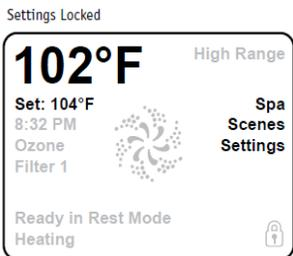 Settings Locked
102°F
High Range
Set: 104°F
Spa
8:32 PM
Scenes
Ozone
Settings
Filter 1
Ready in Rest Mode
Heating